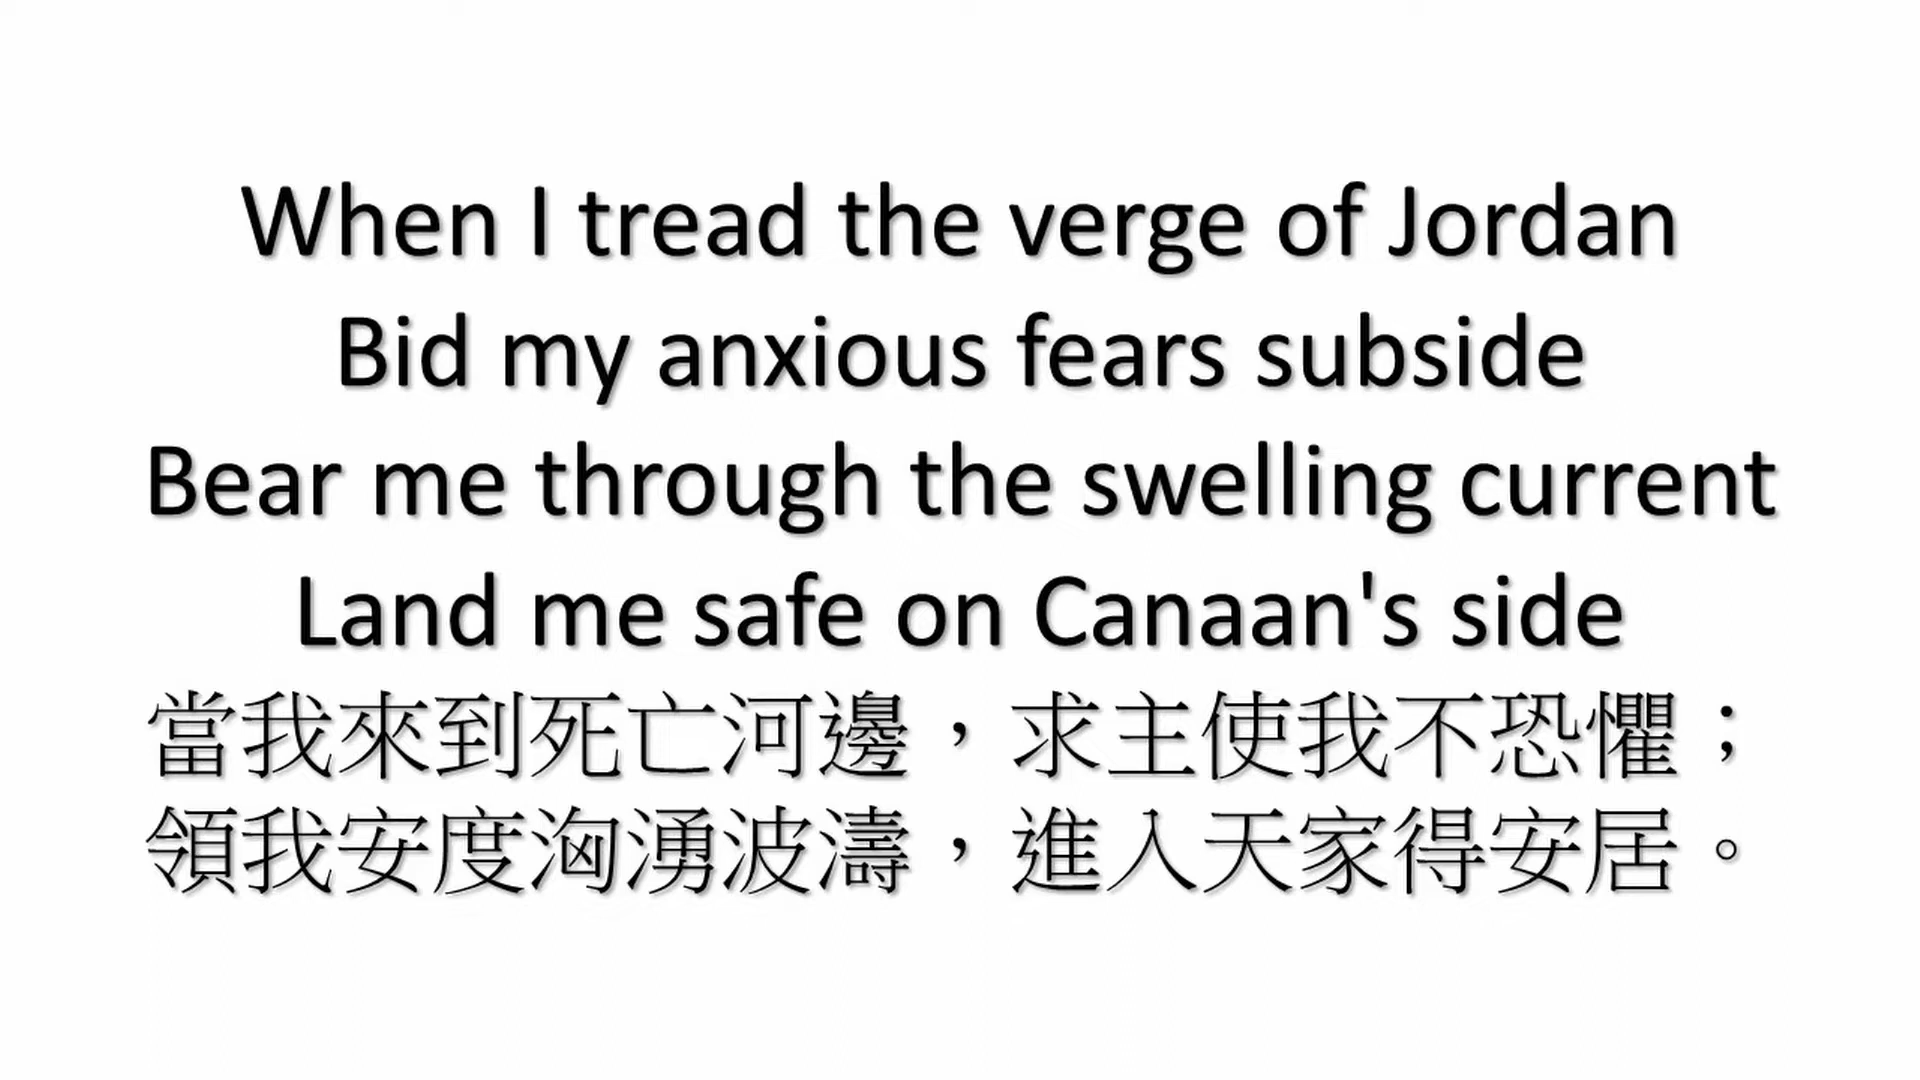 When I tread the verge of Jordan
Bid my anxious fears subside
Bear me through the swelling current
Land me safe on Canaan's side
當我來到死亡河邊，求主使我不恐懼；
領我安度洶湧波濤，進入天家得安居。